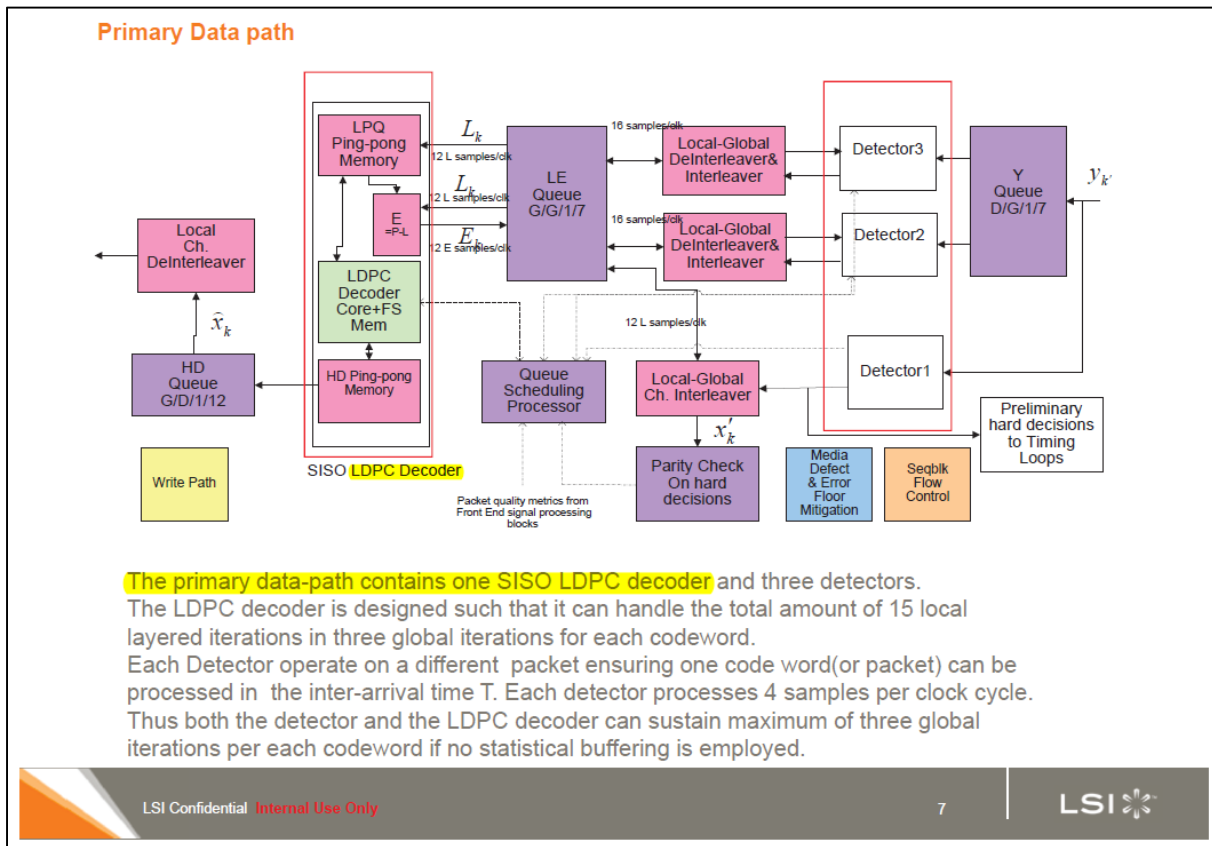 Primary Data path
LPQ
Ping-pong
Memory
L_k
12 L samples/clk
L_k
12 L samples/clk
E
=P-L
E_k
12 E samples/clk
LE
Queue
G/G/1/7
16 samples/clk
Local-Global
DeInterleaver&
Interleaver
Detector3
Y
Queue
D/G/1/7
y_{k'}
16 samples/clk
Local-Global
DeInterleaver&
Interleaver
Detector2
Local
Ch.
DeInterleaver
LDPC
Decoder
Core+FS
Mem
12 L samples/clk
x̂_k
HD
Queue
G/D/1/12
HD Ping-pong
Memory
Queue
Scheduling
Processor
Local-Global
Ch. Interleaver
Detector1
x'_k
Preliminary
hard decisions
to Timing
Loops
Write Path
SISO LDPC Decoder
Packet quality metrics from
Front End signal processing
blocks
Parity Check
On hard
decisions
Media
Defect
& Error
Floor
Mitigation
Seqblk
Flow
Control
The primary data-path contains one SISO LDPC decoder and three detectors.
The LDPC decoder is designed such that it can handle the total amount of 15 local
layered iterations in three global iterations for each codeword.
Each Detector operate on a different packet ensuring one code word(or packet) can be
processed in the inter-arrival time T. Each detector processes 4 samples per clock cycle.
Thus both the detector and the LDPC decoder can sustain maximum of three global
iterations per each codeword if no statistical buffering is employed.
LSI Confidential Internal Use Only
7
LSI